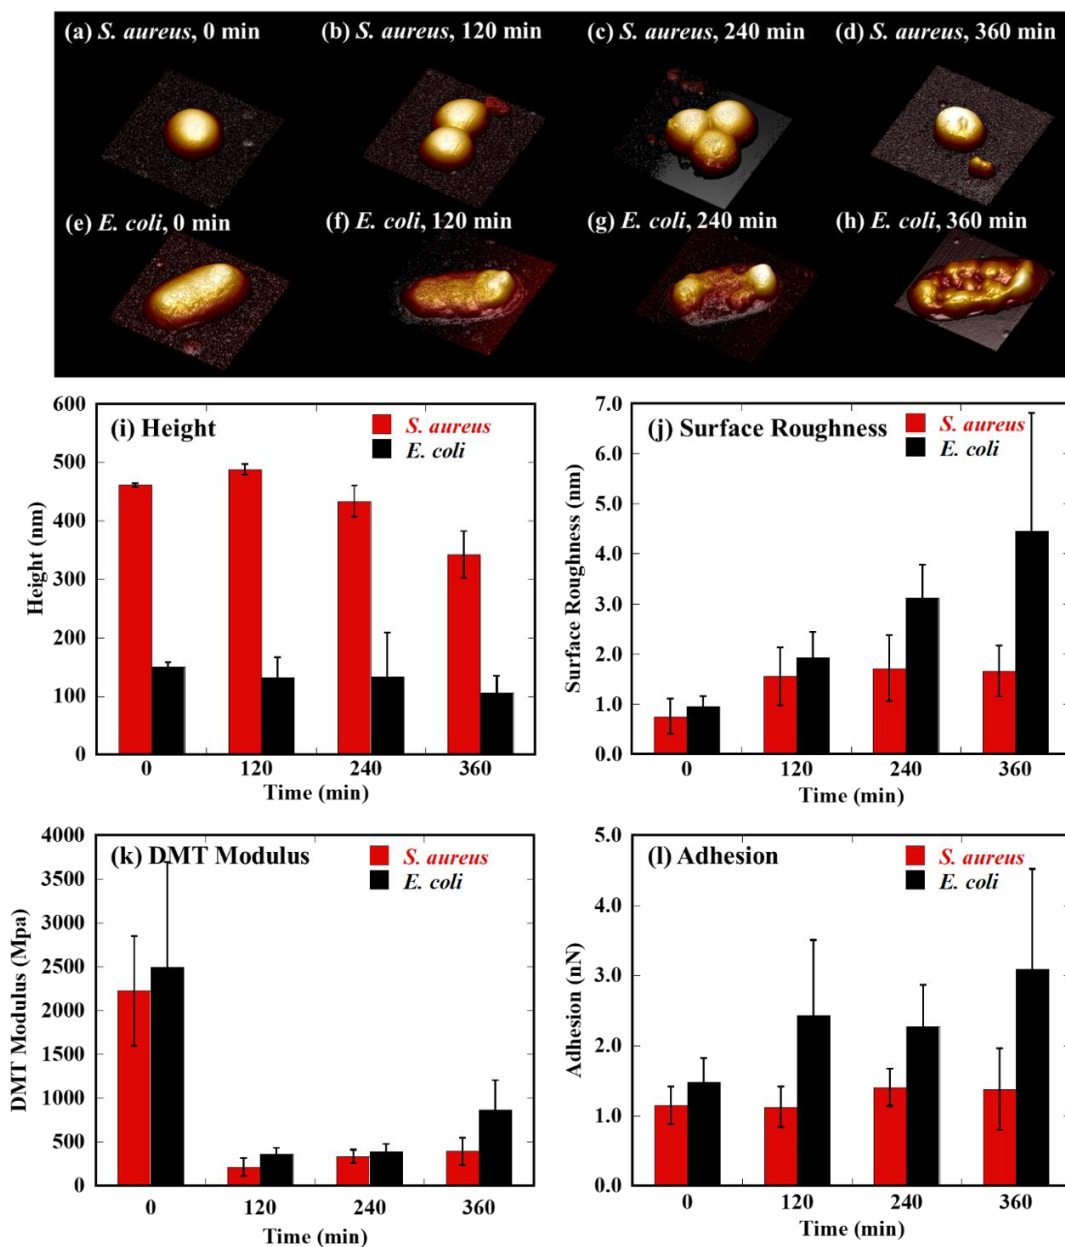 (a) S. aureus, 0 min
(b) S. aureus, 120 min
(c) S. aureus, 240 min
(d) S. aureus, 360 min
(e) E. coli, 0 min
(f) E. coli, 120 min
(g) E. coli, 240 min
(h) E. coli, 360 min
(i) Height
S. aureus
E. coli
Height (nm)
600
500
400
300
200
100
0
0 120 240 360
Time (min)
(j) Surface Roughness
S. aureus
E. coli
Surface Roughness (nm)
7.0
6.0
5.0
4.0
3.0
2.0
1.0
0.0
0 120 240 360
Time (min)
(k) DMT Modulus
S. aureus
E. coli
DMT Modulus (Mpa)
4000
3500
3000
2500
2000
1500
1000
500
0
0 120 240 360
Time (min)
(l) Adhesion
S. aureus
E. coli
Adhesion (nN)
5.0
4.0
3.0
2.0
1.0
0.0
0 120 240 360
Time (min)